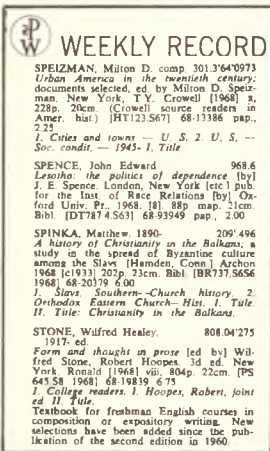 PW WEEKLY RECORD
SPEIZMAN, Milton D. comp. 301.3'64'0973
Urban America in the twentieth century;
documents selected, ed. by Milton D. Speiz-
man. New York, T.Y. Crowell [1968] x,
228p. 20cm. (Crowell source readers in
Amer. hist.) [HT123.S67] 68-13386 pap.,
2.25
1. Cities and towns — U. S. 2. U. S. —
Soc. condit. — 1945- I. Title
SPENCE, John Edward 968.6
Lesotho: the politics of dependence [by]
J. E. Spence. London, New York [etc.] pub.
for the Inst. of Race Relations [by] Ox-
ford Univ. Pt., 1968. [8], 88p map. 21cm.
Bibl. [DT787.4.S63] 68-93949 pap., 2.00
SPINKA, Matthew, 1890- 209'.496
A history of Christianity in the Balkans; a
study in the spread of Byzantine culture
among the Slavs [Hamden, Conn.] Archon
1968 [c1933] 202p. 23cm. Bibl [BR737.S6S6
1968] 68-20379 6.00
1. Slavs, Southern--Church history. 2.
Orthodox Eastern Church—Hist. I. Title.
II. Title: Christianity in the Balkans.
STONE, Wilfred Healey, 808.04'275
1917- ed.
Form and thought in prose [ed by] Wil-
fred Stone, Robert Hoopes. 3d ed. New
York, Ronald [1968] viii, 804p. 22cm. [PS
645.S8 1968] 68-19839 6.75
1. College readers. I. Hoopes, Robert, joint
ed. II. Title.
Textbook for freshman English courses in
composition or expository writing. New
selections have been added since the pub-
lication of the second edition in 1960.